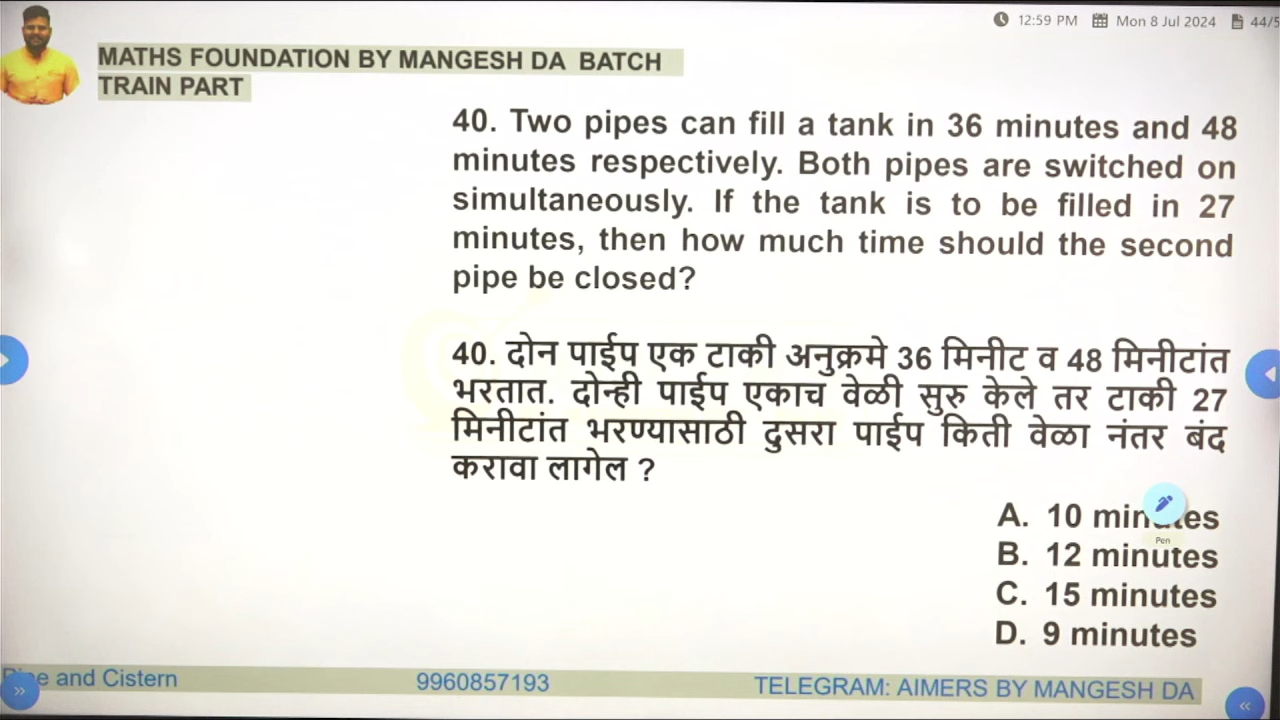 12:59 PM Mon 8 Jul 2024 44/5
MATHS FOUNDATION BY MANGESH DA BATCH
TRAIN PART
40. Two pipes can fill a tank in 36 minutes and 48
minutes respectively. Both pipes are switched on
simultaneously. If the tank is to be filled in 27
minutes, then how much time should the second
pipe be closed?
40. दोन पाईप एक टाकी अनुक्रमे 36 मिनीट व 48 मिनीटांत
भरतात. दोन्ही पाईप एकाच वेळी सुरु केले तर टाकी 27
मिनीटांत भरण्यासाठी दुसरा पाईप किती वेळा नंतर बंद
करावा लागेल ?
A. 10 minutes
Pen
B. 12 minutes
C. 15 minutes
D. 9 minutes
and Cistern 9960857193 TELEGRAM: AIMERS BY MANGESH DA